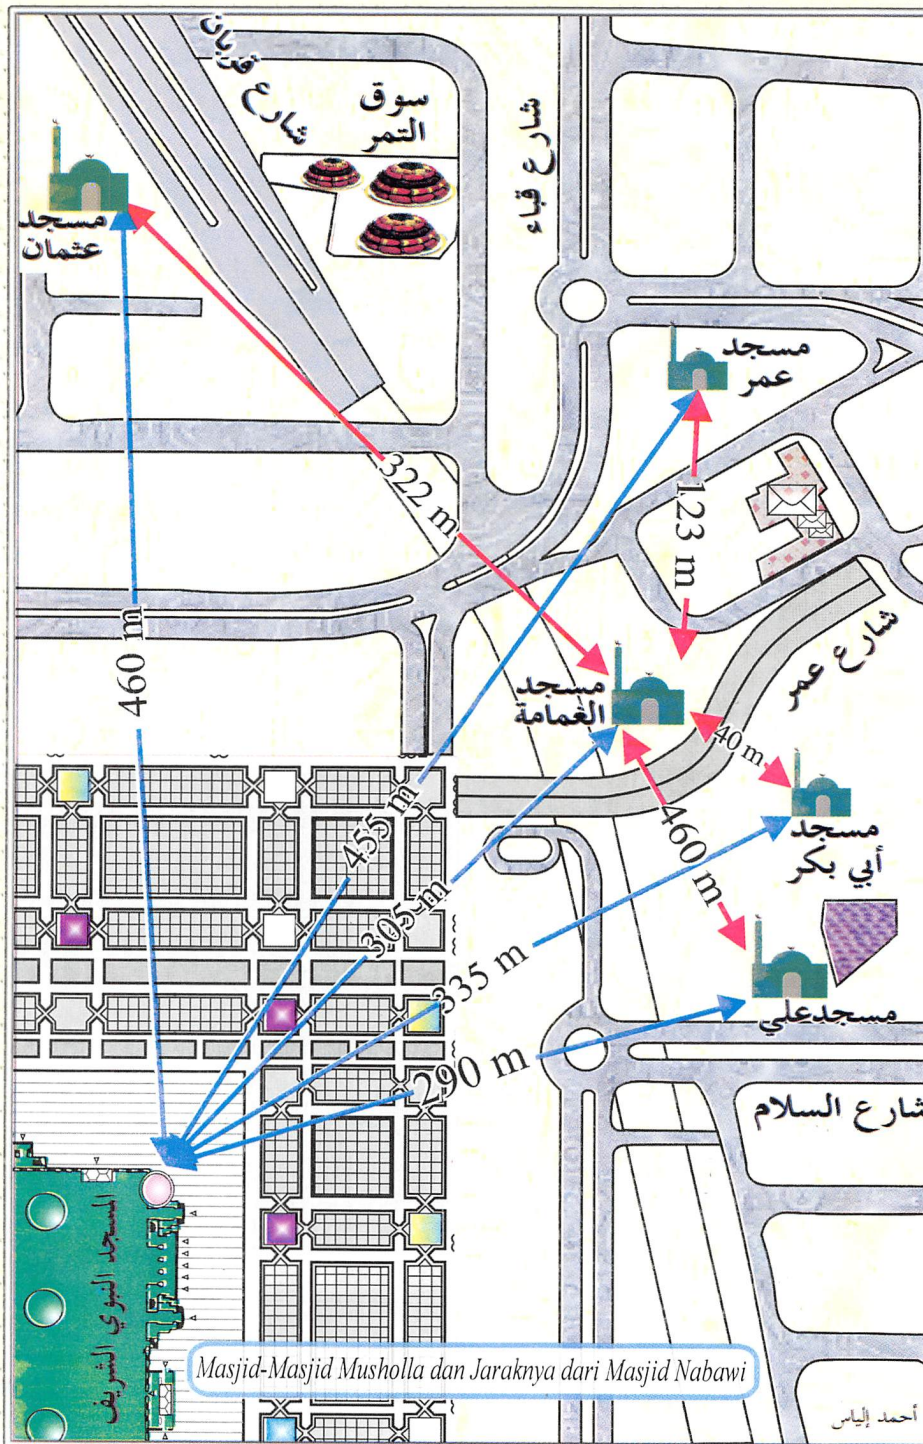 شارع قربان
سوق
التمر
شارع قباء
مسجد
عثمان
مسجد
عمر
322 m
123 m
460 m
شارع عمر
مسجد
الغمامة
40 m
455 m
460 m
مسجد
أبي بكر
305 m
335 m
مسجد علي
290 m
شارع السلام
المسجد النبوي الشريف
Masjid-Masjid Musholla dan Jaraknya dari Masjid Nabawi
أحمد إلياس